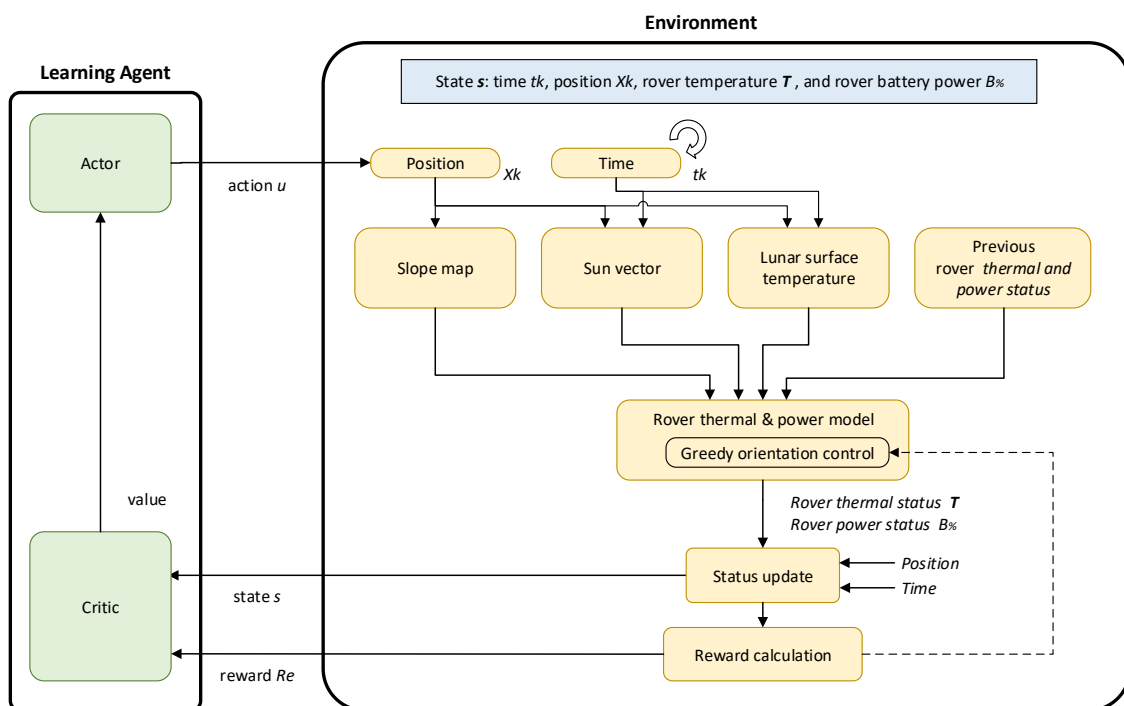 Environment
Learning Agent
State s: time tk, position Xk, rover temperature T , and rover battery power B%
Actor
action u
Position
Xk
Time
tk
Slope map
Sun vector
Lunar surface
temperature
Previous
rover thermal and
power status
Rover thermal & power model
Greedy orientation control
value
Rover thermal status T
Rover power status B%
Critic
state s
Status update
Position
Time
reward Re
Reward calculation